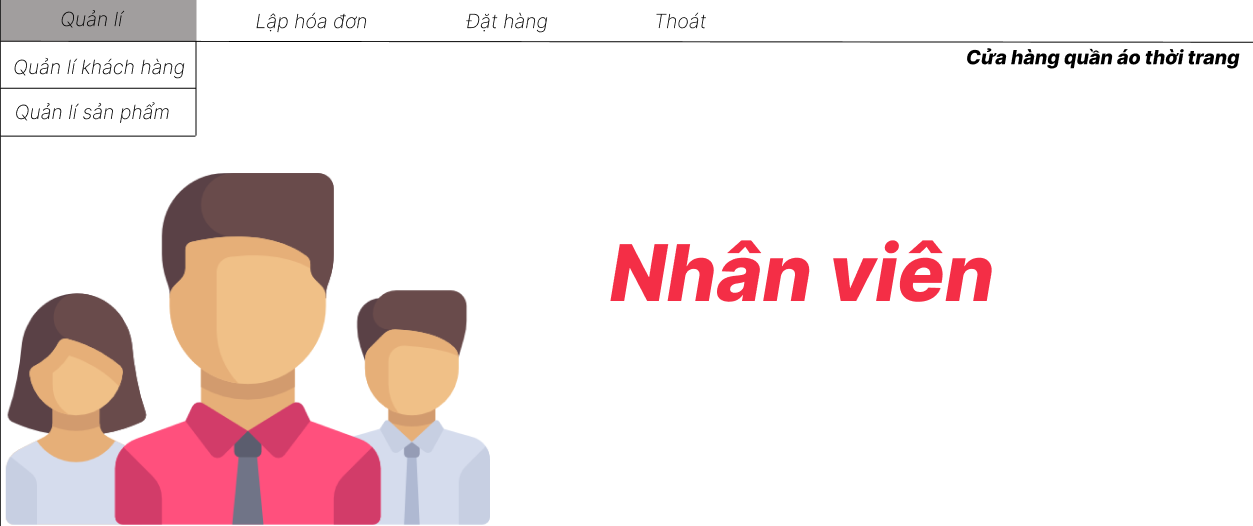 Quản lí
Lập hóa đơn
Đặt hàng
Thoát
Cửa hàng quần áo thời trang
Quản lí khách hàng
Quản lí sản phẩm
Nhân viên